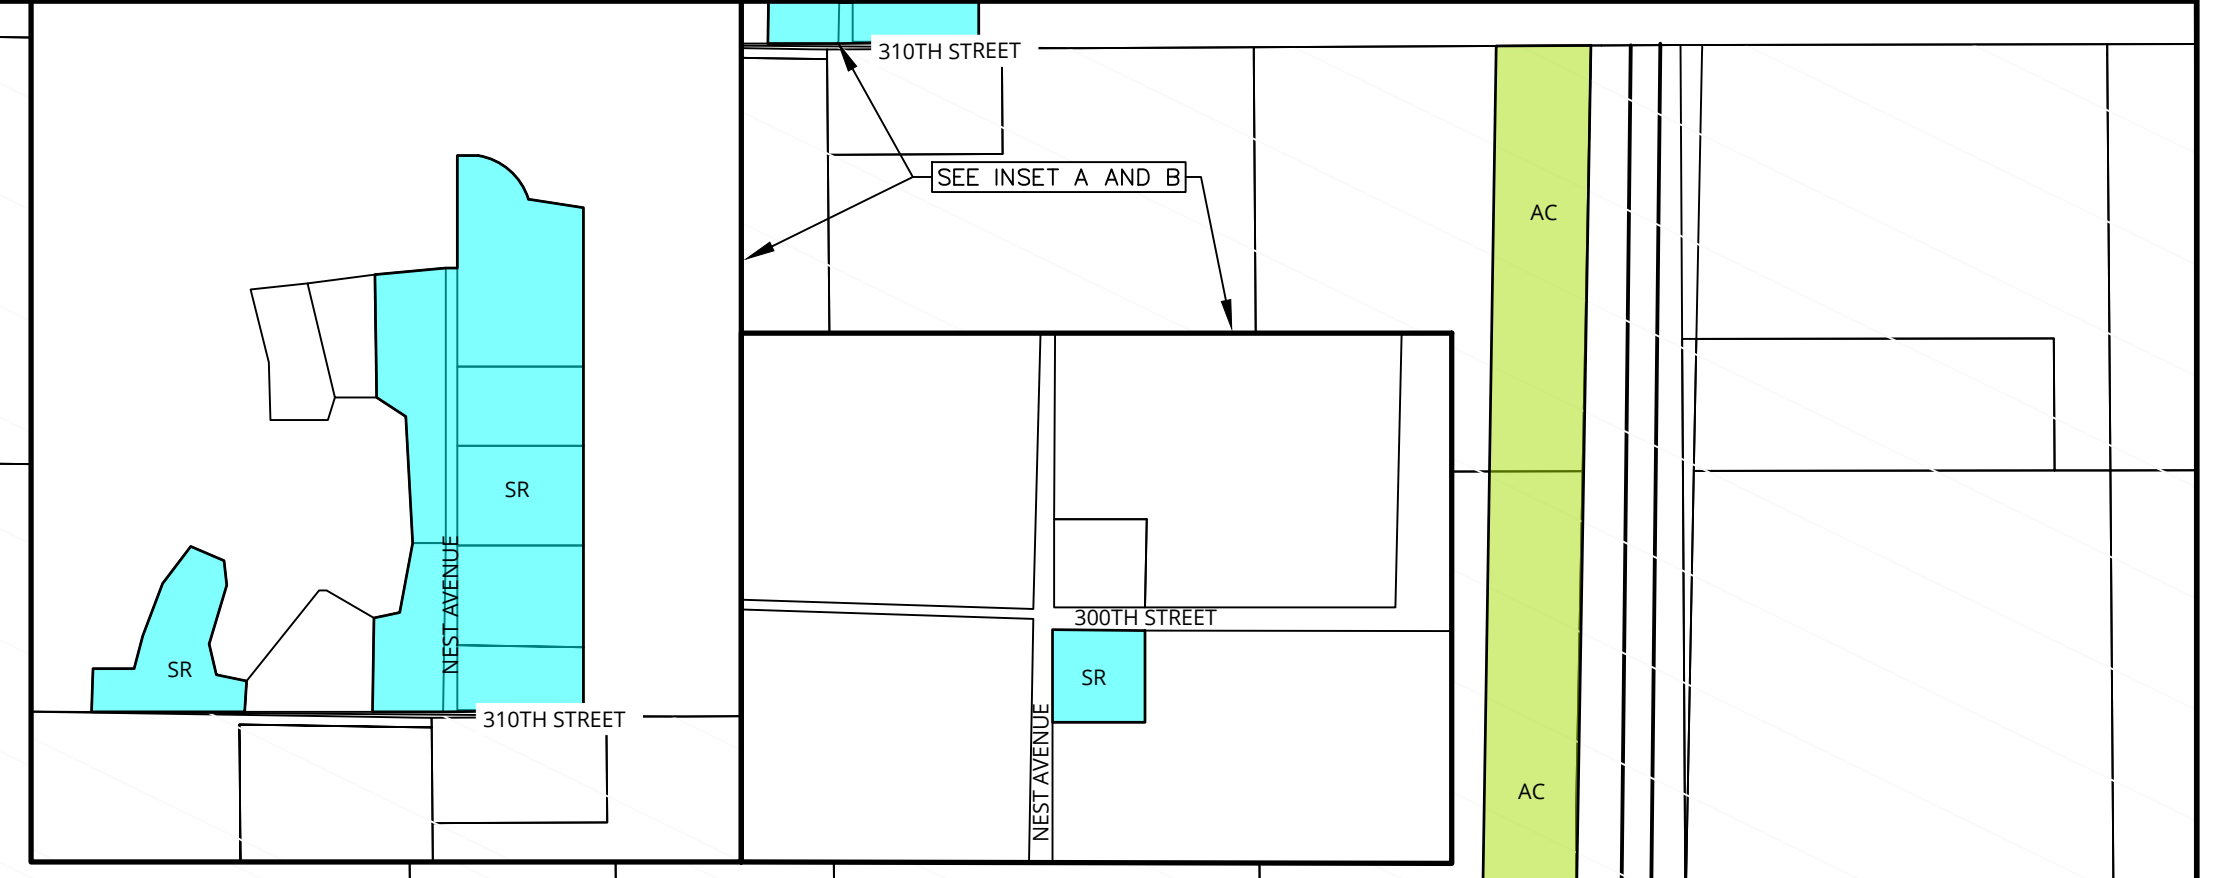 310TH STREET
SEE INSET A AND B
AC
SR
NEST AVENUE
SR
310TH STREET
300TH STREET
SR
NEST AVENUE
AC